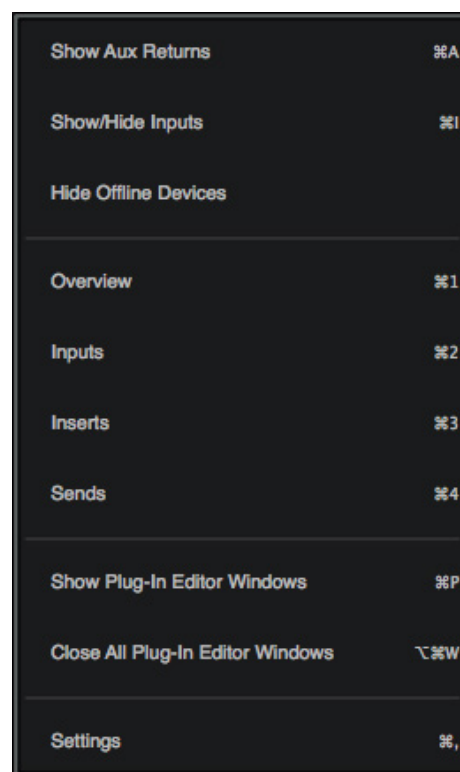 Show Aux Returns ⌘A
Show/Hide Inputs ⌘I
Hide Offline Devices
Overview ⌘1
Inputs ⌘2
Inserts ⌘3
Sends ⌘4
Show Plug-In Editor Windows ⌘P
Close All Plug-In Editor Windows ⌥⌘W
Settings ⌘,